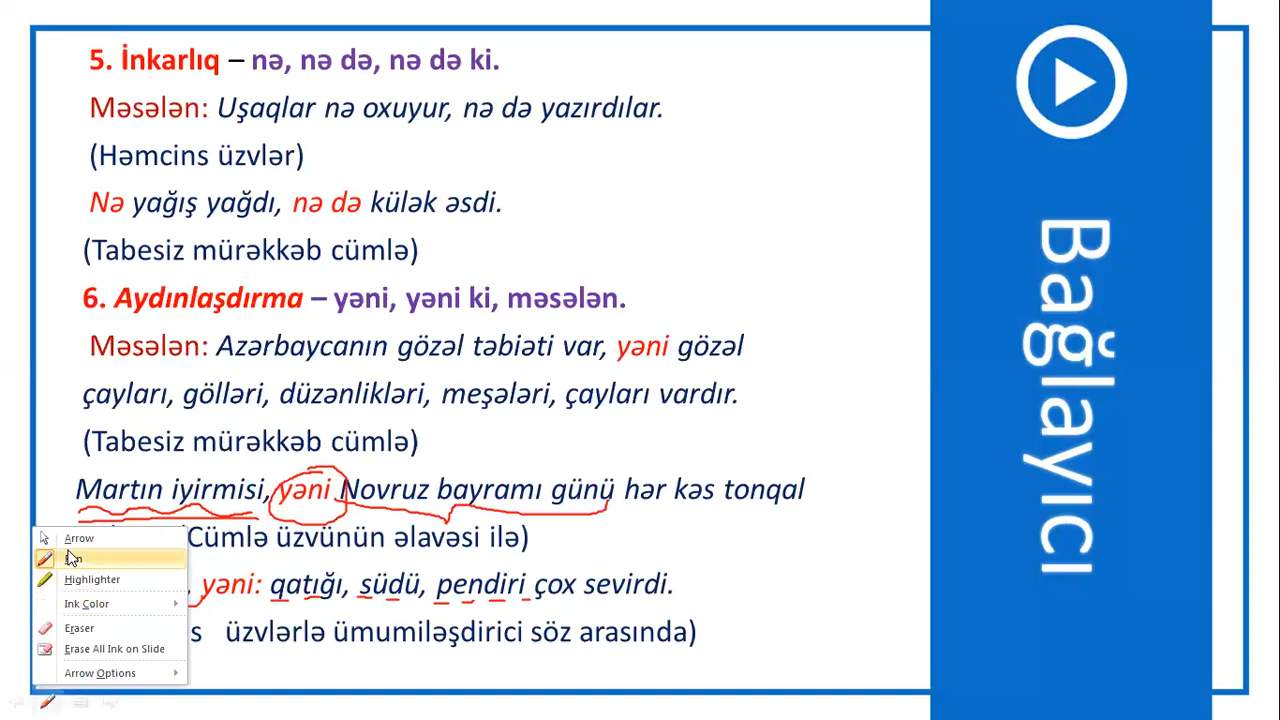 5. İnkarlıq – nə, nə də, nə də ki.
Məsələn: Uşaqlar nə oxuyur, nə də yazırdılar.
(Həmcins üzvlər)
Nə yağış yağdı, nə də külək əsdi.
(Tabesiz mürəkkəb cümlə)
6. Aydınlaşdırma – yəni, yəni ki, məsələn.
Məsələn: Azərbaycanın gözəl təbiəti var, yəni gözəl
çayları, gölləri, düzənlikləri, meşələri, çayları vardır.
(Tabesiz mürəkkəb cümlə)
Martın iyirmisi, yəni Novruz bayramı günü hər kəs tonqal
Cümlə üzvünün əlavəsi ilə)
, yəni: qatığı, südü, pendiri çox sevirdi.
s üzvlərlə ümumiləşdirici söz arasında)
Arrow
Highlighter
Ink Color
Eraser
Erase All Ink on Slide
Arrow Options
Bağlayıcı